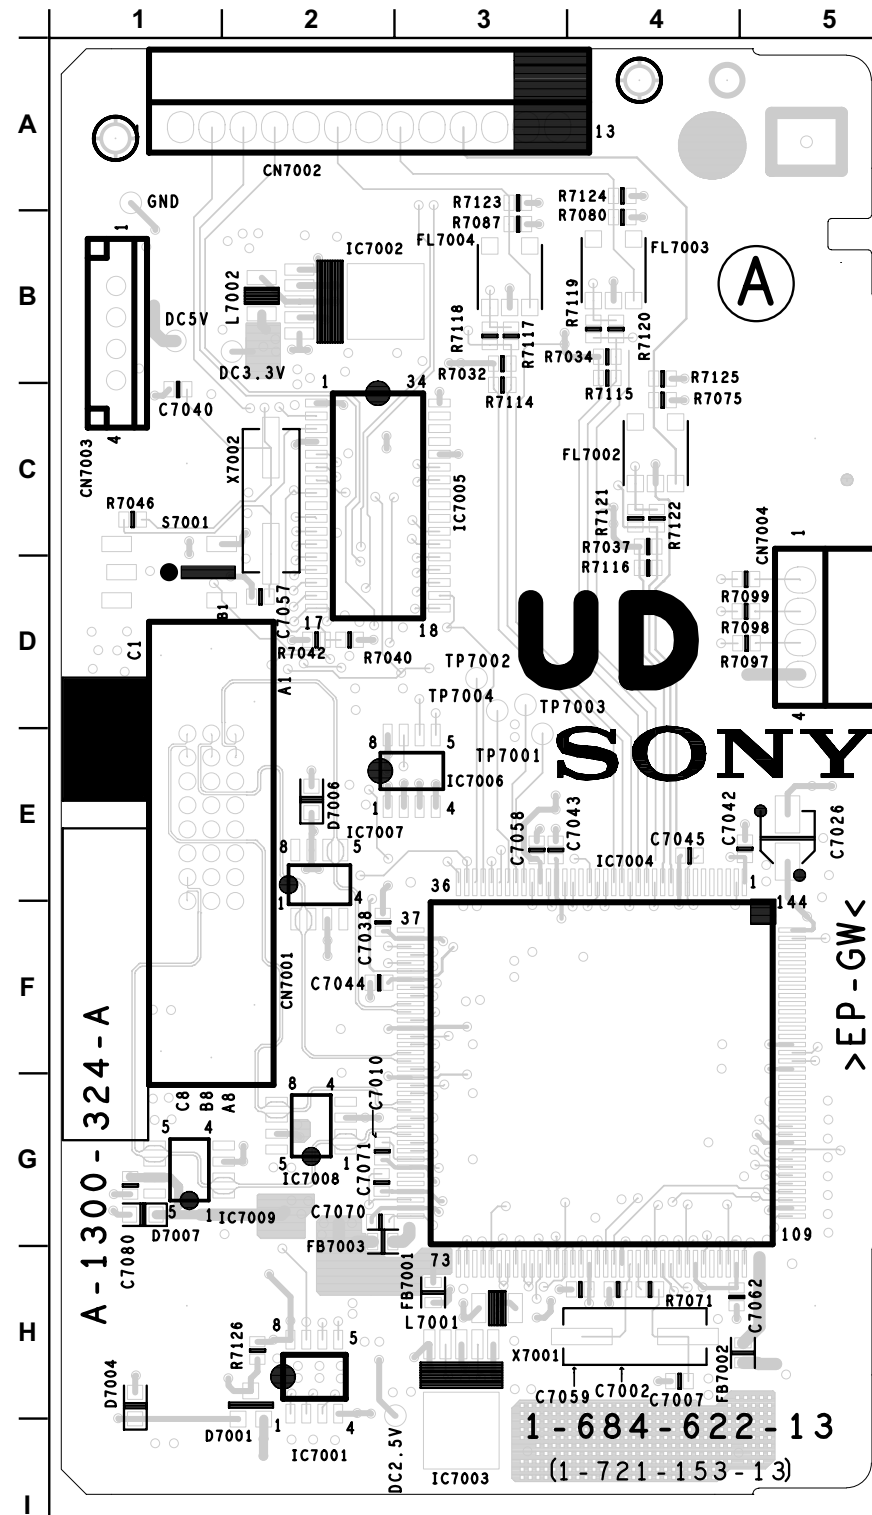 1 2 3 4 5
A
13
CN7002
GND
R7123
R7124
R7087
R7080
1
IC7002
FL7004
FL7003
A
B
L7002
DC5V
R7118
R7117
R7119
R7120
DC3.3V
R7032
R7034
R7114
R7115
R7125
R7075
1
34
C7040
4
CN7003
X7002
FL7002
C
IC7005
R7046
S7001
R7121
R7122
CN7004
1
R7037
R7116
R7099
R7098
R7097
C7057
B1
17
18
C1
D
R7042
R7040
A1
TP7002
TP7004
TP7003
UD
4
SONY
8
5
TP7001
IC7006
1
4
E
D7006
IC7007
8
5
C7058
C7043
IC7004
C7045
C7042
C7026
1
4
36
1
144
37
C7038
C7044
CN7001
F
>EP-GW<
A-1300-324-A
C7010
8
4
C8
B8
A8
5
4
G
5
1
IC7008
C7071
5
1
IC7009
D7007
C7080
C7070
FB7003
109
73
FB7001
L7001
R7071
C7062
H
8
5
R7126
X7001
FB7002
C7059
C7002
C7007
D7004
D7001
1
4
IC7001
DC2.5V
IC7003
1-684-622-13
(1-721-153-13)
I